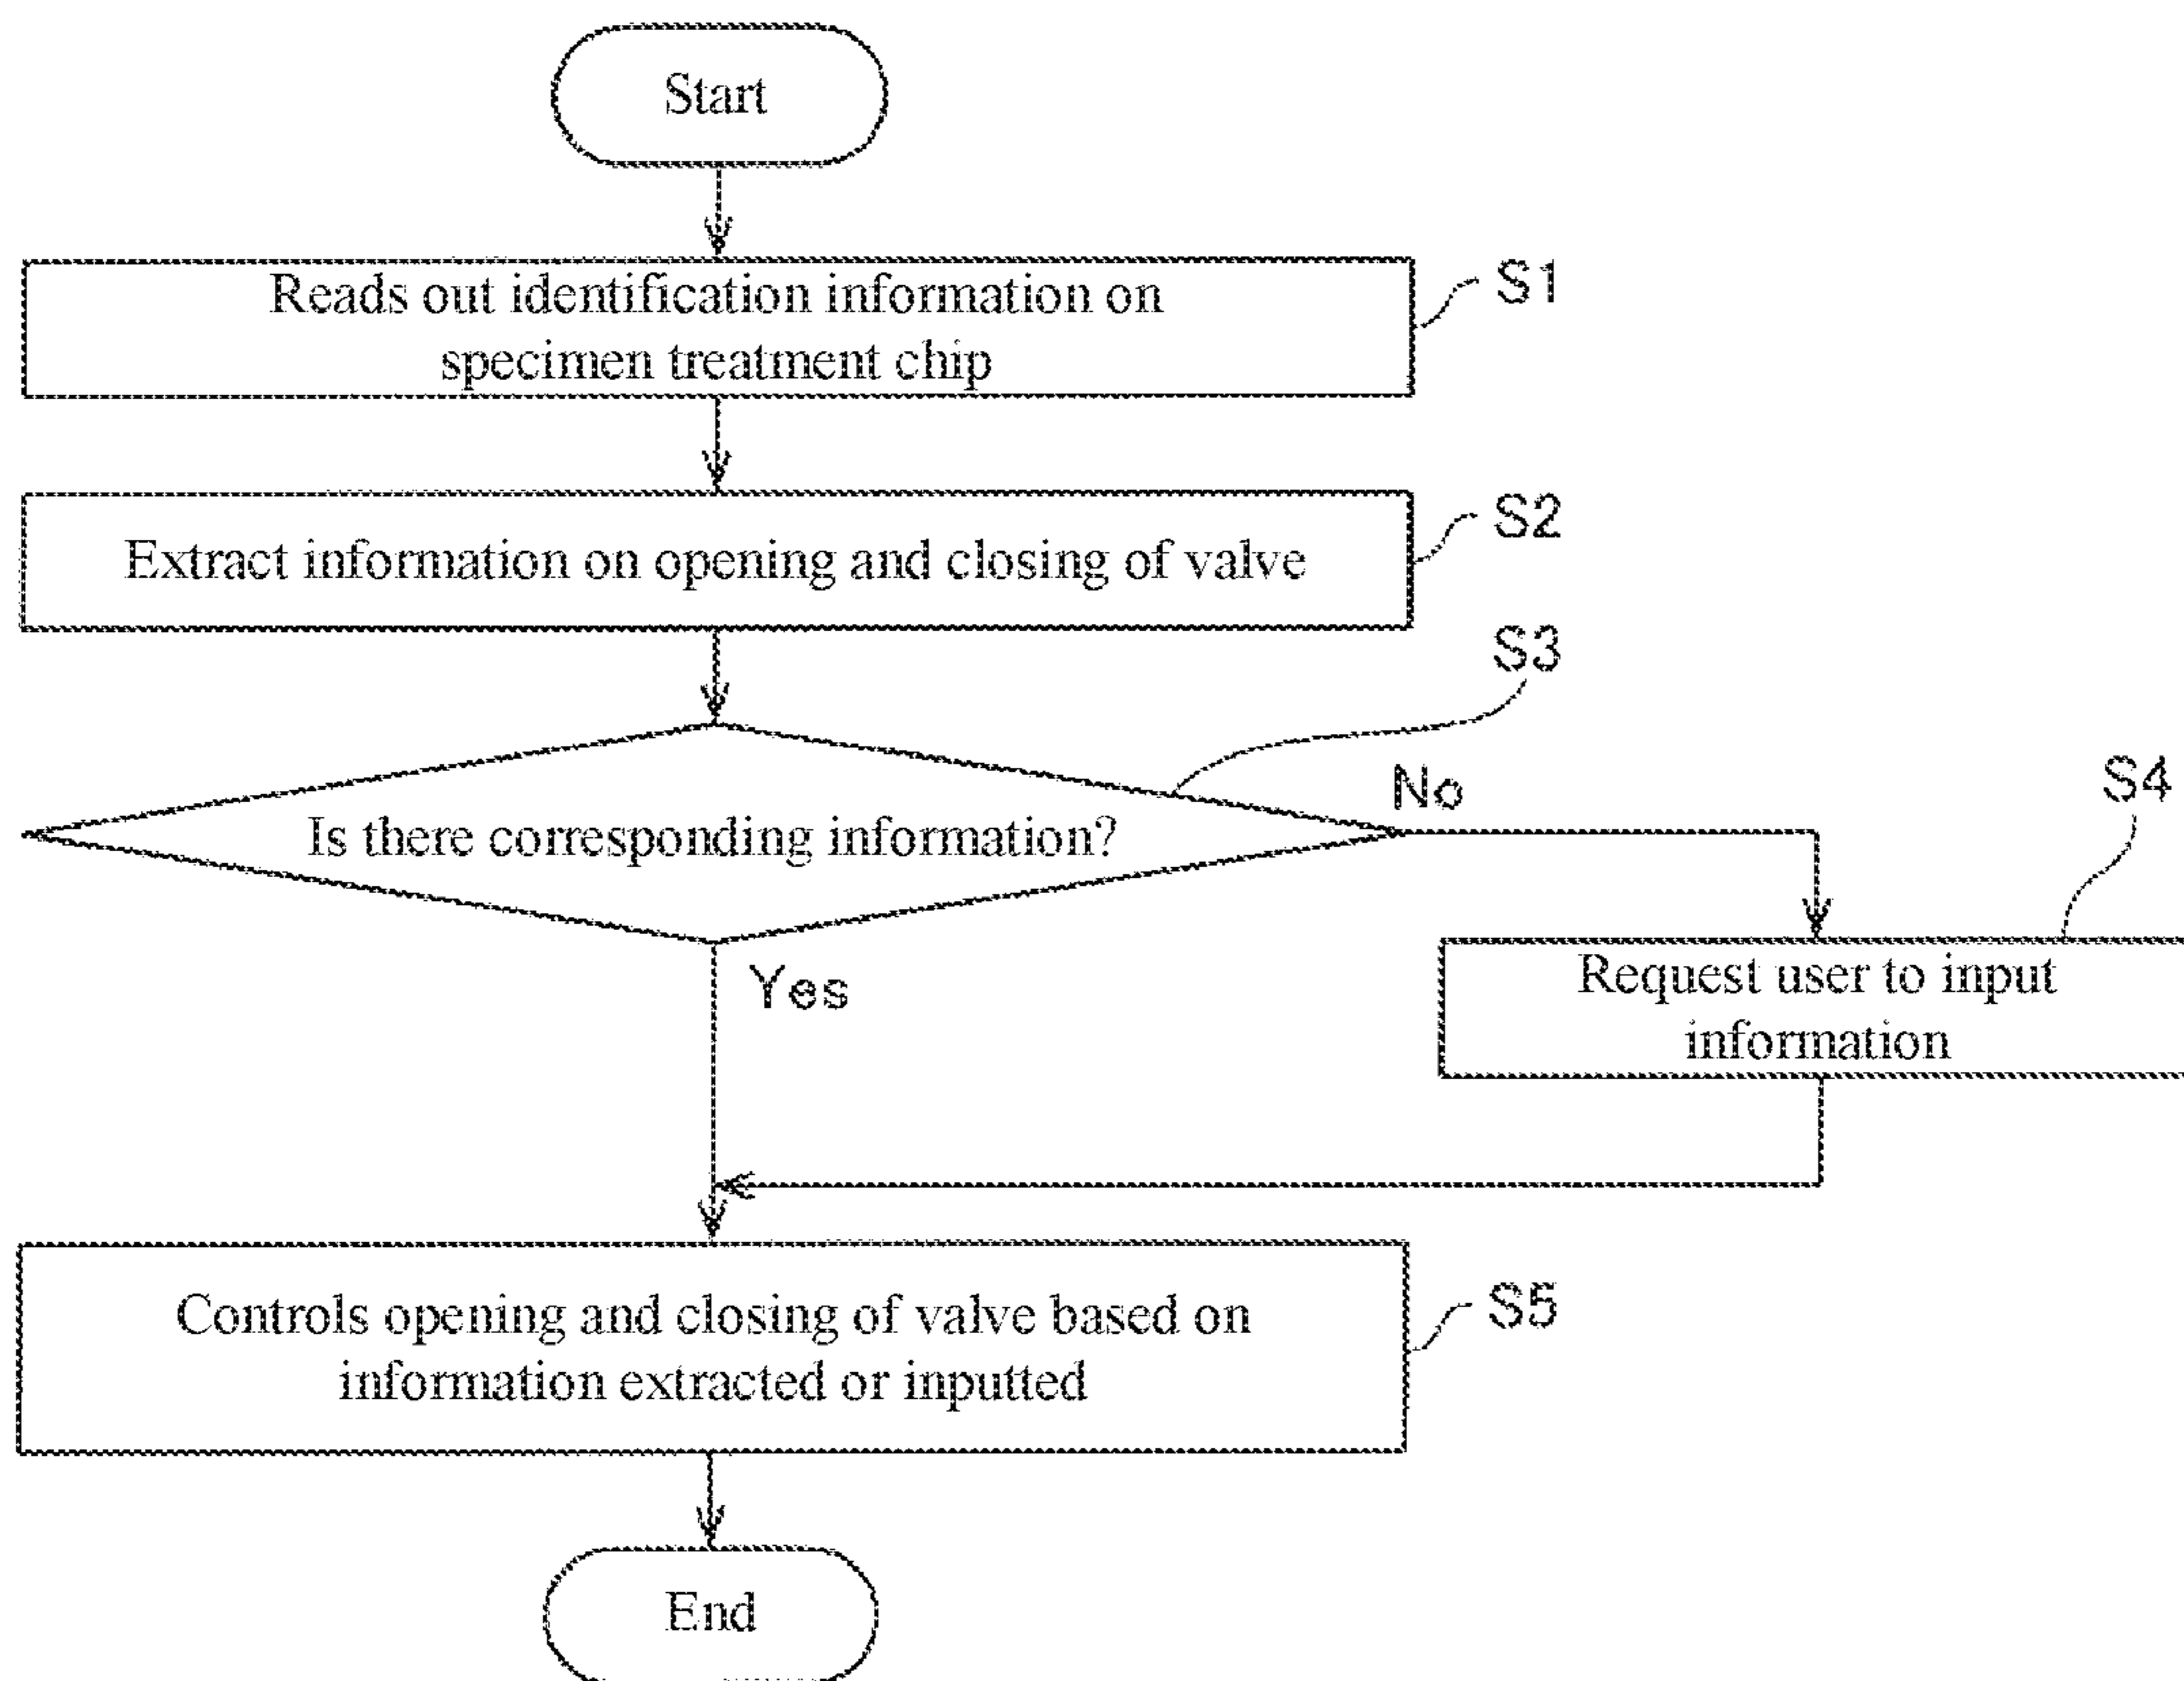 Start
Reads out identification information on
specimen treatment chip
S1
Extract information on opening and closing of valve
S2
S3
Is there corresponding information?
No
S4
Request user to input
information
Yes
Controls opening and closing of valve based on
information extracted or inputted
S5
End